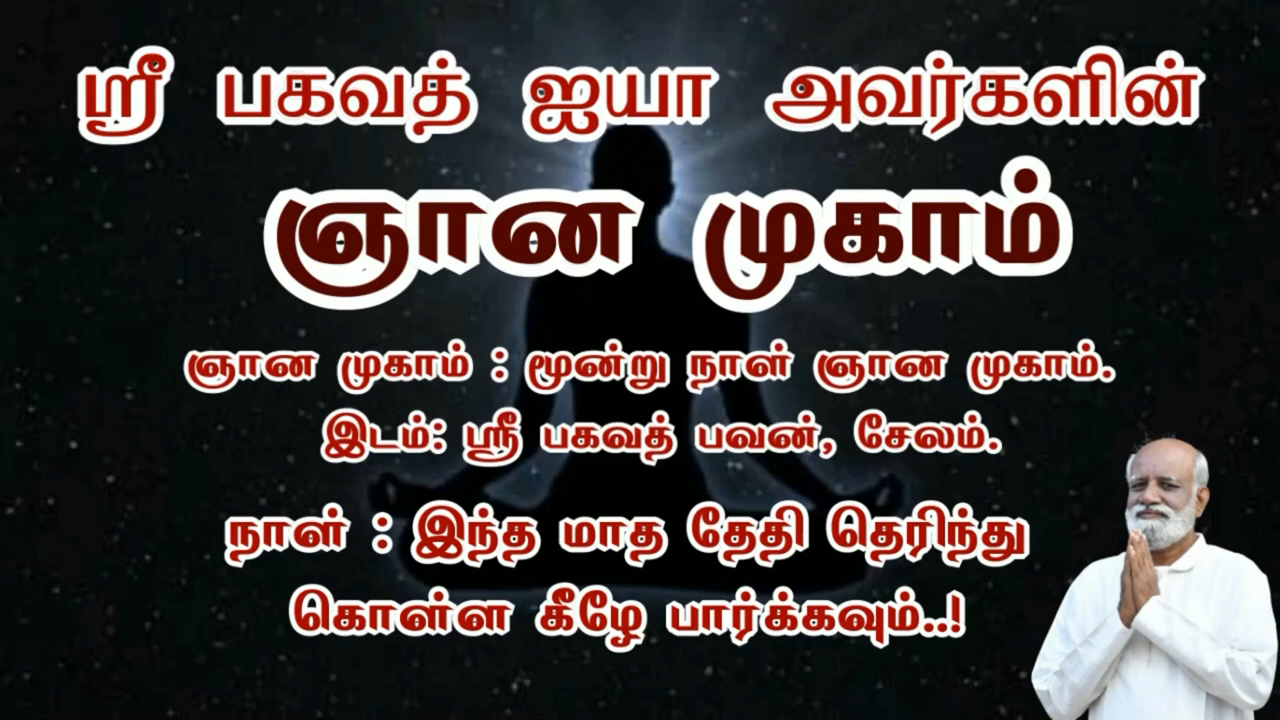 ஸ்ரீ பகவத் ஐயா அவர்களின்
ஞான முகாம்
ஞான முகாம் : மூன்று நாள் ஞான முகாம்.
இடம்: ஸ்ரீ பகவத் பவன், சேலம்.
நாள் : இந்த மாத தேதி தெரிந்து
கொள்ள கீழே பார்க்கவும்..!